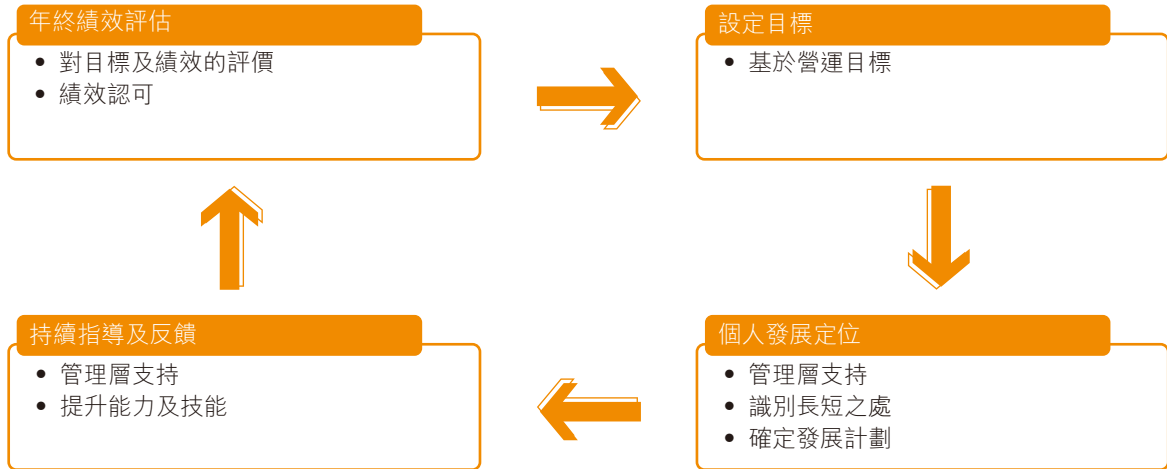 年終績效評估
• 對目標及績效的評價
• 績效認可
設定目標
• 基於營運目標
持續指導及反饋
• 管理層支持
• 提升能力及技能
個人發展定位
• 管理層支持
• 識別長短之處
• 確定發展計劃